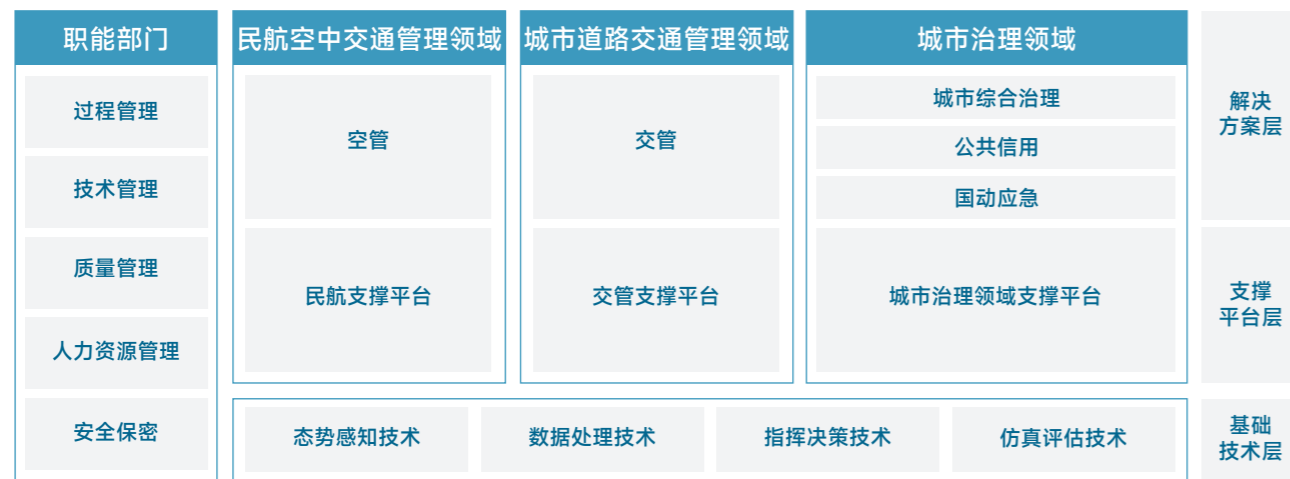 职能部门
过程管理
技术管理
质量管理
人力资源管理
安全保密
民航空中交通管理领域
空管
民航支撑平台
城市道路交通管理领域
交管
交管支撑平台
城市治理领域
城市综合治理
公共信用
国动应急
城市治理领域支撑平台
态势感知技术
数据处理技术
指挥决策技术
仿真评估技术
解决
方案层
支撑
平台层
基础
技术层